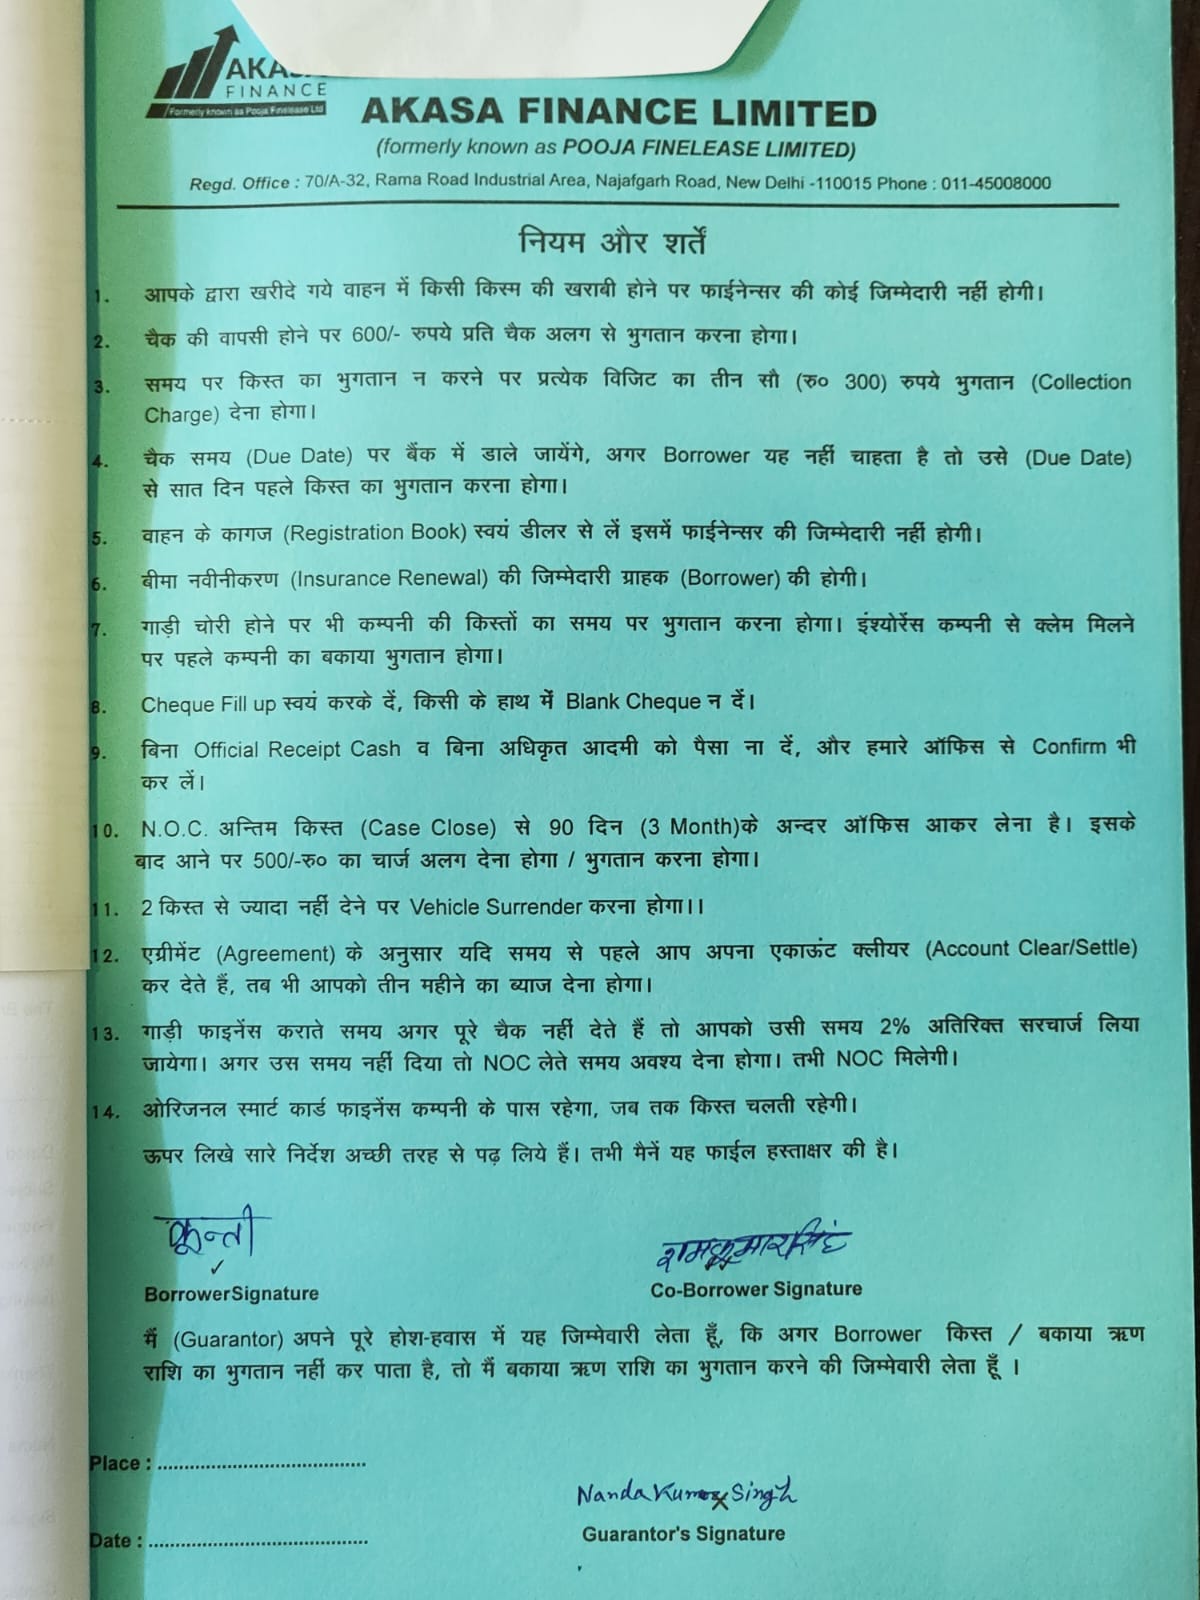 AKASA
FINANCE
Formerly known as Pooja Finelease Ltd
AKASA FINANCE LIMITED
(formerly known as POOJA FINELEASE LIMITED)
Regd. Office : 70/A-32, Rama Road Industrial Area, Najafgarh Road, New Delhi -110015 Phone : 011-45008000
नियम और शर्तें
1. आपके द्वारा खरीदे गये वाहन में किसी किस्म की खराबी होने पर फाईनेन्सर की कोई जिम्मेदारी नहीं होगी।
2. चैक की वापसी होने पर 600/- रुपये प्रति चैक अलग से भुगतान करना होगा।
3. समय पर किस्त का भुगतान न करने पर प्रत्येक विजिट का तीन सौ (रु० 300) रुपये भुगतान (Collection
Charge) देना होगा।
4. चैक समय (Due Date) पर बैंक में डाले जायेंगे, अगर Borrower यह नहीं चाहता है तो उसे (Due Date)
से सात दिन पहले किस्त का भुगतान करना होगा।
5. वाहन के कागज (Registration Book) स्वयं डीलर से लें इसमें फाईनेन्सर की जिम्मेदारी नहीं होगी।
6. बीमा नवीनीकरण (Insurance Renewal) की जिम्मेदारी ग्राहक (Borrower) की होगी।
7. गाड़ी चोरी होने पर भी कम्पनी की किस्तों का समय पर भुगतान करना होगा। इंश्योरेंस कम्पनी से क्लेम मिलने
पर पहले कम्पनी का बकाया भुगतान होगा।
8. Cheque Fill up स्वयं करके दें, किसी के हाथ में Blank Cheque न दें।
9. बिना Official Receipt Cash व बिना अधिकृत आदमी को पैसा ना दें, और हमारे ऑफिस से Confirm भी
कर लें।
10. N.O.C. अन्तिम किस्त (Case Close) से 90 दिन (3 Month)के अन्दर ऑफिस आकर लेना है। इसके
बाद आने पर 500/-रु० का चार्ज अलग देना होगा / भुगतान करना होगा।
11. 2 किस्त से ज्यादा नहीं देने पर Vehicle Surrender करना होगा।।
12. एग्रीमेंट (Agreement) के अनुसार यदि समय से पहले आप अपना एकाऊंट क्लीयर (Account Clear/Settle)
कर देते हैं, तब भी आपको तीन महीने का ब्याज देना होगा।
13. गाड़ी फाइनेंस कराते समय अगर पूरे चैक नहीं देते हैं तो आपको उसी समय 2% अतिरिक्त सरचार्ज लिया
जायेगा। अगर उस समय नहीं दिया तो NOC लेते समय अवश्य देना होगा। तभी NOC मिलेगी।
14. ओरिजनल स्मार्ट कार्ड फाइनेंस कम्पनी के पास रहेगा, जब तक किस्त चलती रहेगी।
ऊपर लिखे सारे निर्देश अच्छी तरह से पढ़ लिये हैं। तभी मैनें यह फाईल हस्ताक्षर की है।
कुन्ती
रामकुमार सिंह
Borrower Signature
Co-Borrower Signature
मैं (Guarantor) अपने पूरे होश-हवास में यह जिम्मेवारी लेता हूँ, कि अगर Borrower किस्त / बकाया ऋण
राशि का भुगतान नहीं कर पाता है, तो मैं बकाया ऋण राशि का भुगतान करने की जिम्मेवारी लेता हूँ ।
Place : ........................................
Nanda Kumar Singh
Date : ..........................................
Guarantor's Signature